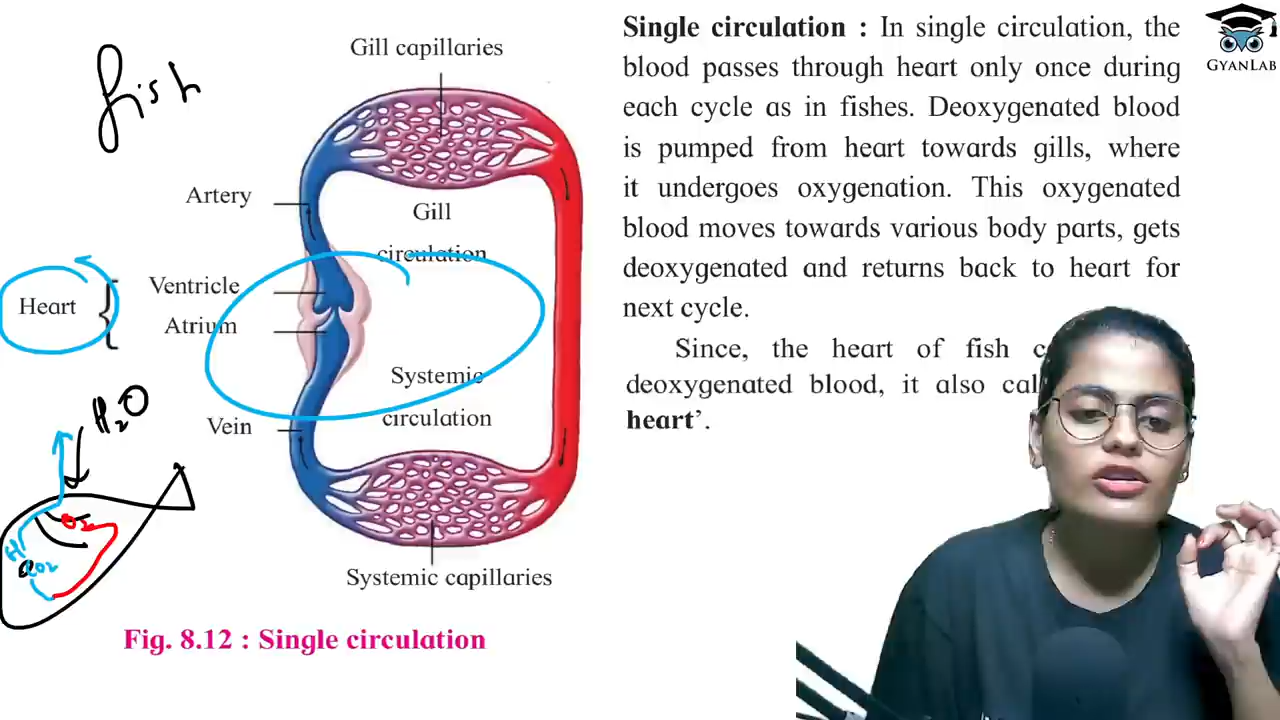 fish
Gill capillaries
Artery
Gill
circulation
Heart
Ventricle
Atrium
Systemic
circulation
Vein
H₂O
O₂
H
CO₂
Systemic capillaries
Fig. 8.12 : Single circulation
Single circulation : In single circulation, the
blood passes through heart only once during
each cycle as in fishes. Deoxygenated blood
is pumped from heart towards gills, where
it undergoes oxygenation. This oxygenated
blood moves towards various body parts, gets
deoxygenated and returns back to heart for
next cycle.
Since, the heart of fish
deoxygenated blood, it also
heart’.
GYANLAB